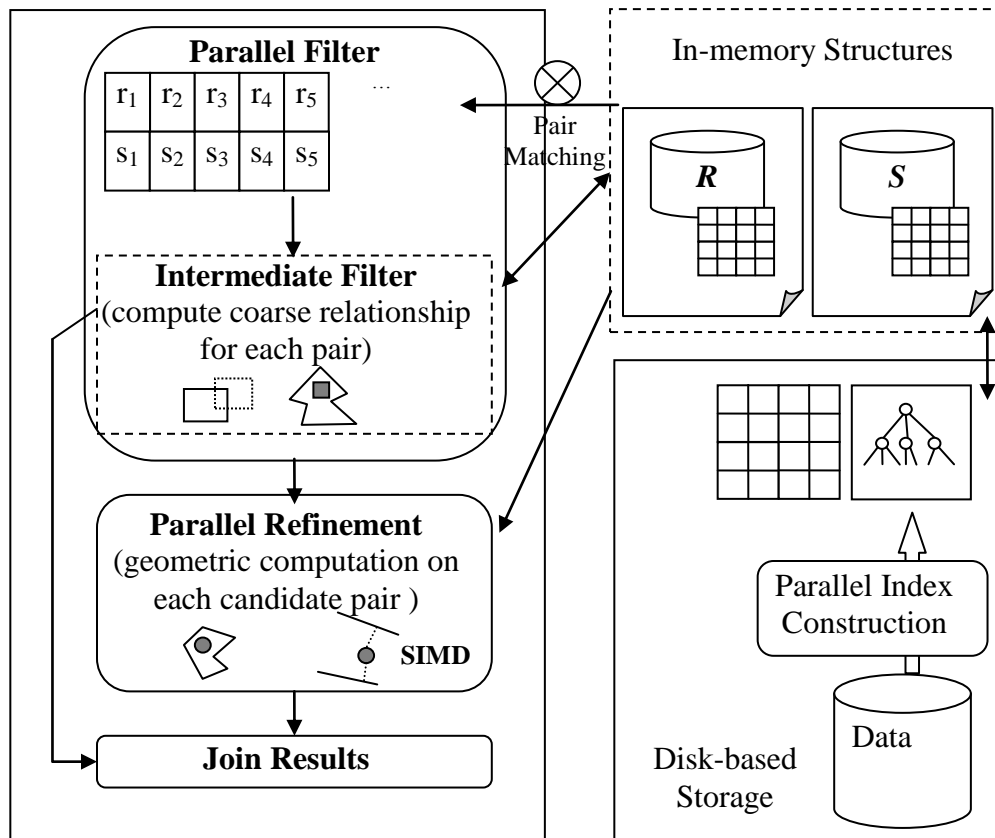 Parallel Filter
r1 r2 r3 r4 r5 ...
s1 s2 s3 s4 s5
Pair
Matching
Intermediate Filter
(compute coarse relationship
for each pair)
Parallel Refinement
(geometric computation on
each candidate pair )
SIMD
Join Results
In-memory Structures
R
S
Parallel Index
Construction
Data
Disk-based
Storage